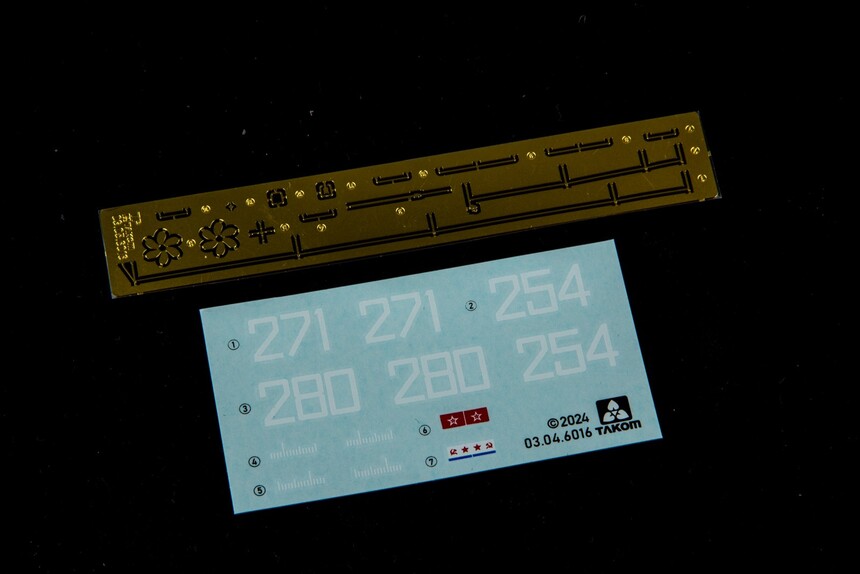 ① 271 271 ② 254
③ 280 280 254
④ ⑥
⑤ ⑦
©2024
03.04.6016 TAKOM